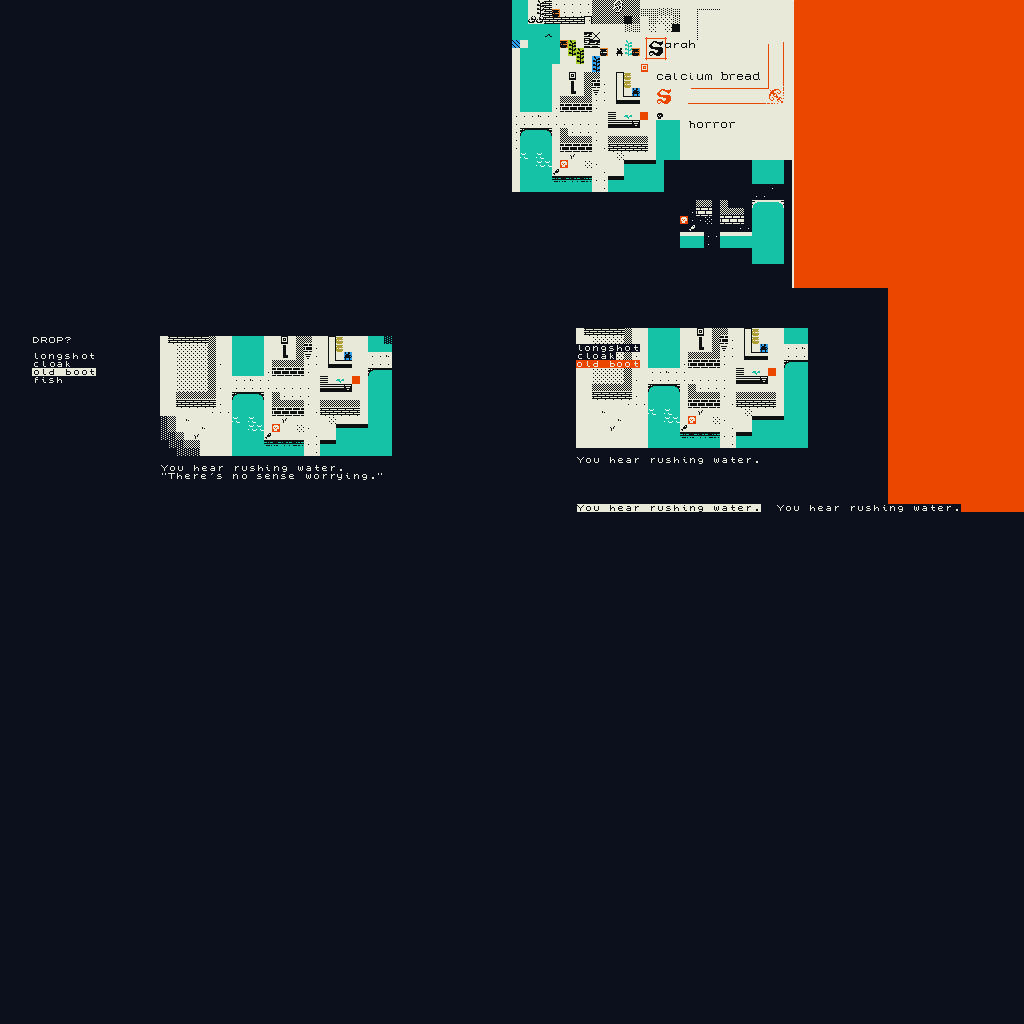 Sarah
calcium bread
S
horror
DROP?
longshot
cloak
old boot
fish
You hear rushing water.
"There's no sense worrying."
longshot
cloak
old boot
You hear rushing water.
You hear rushing water. You hear rushing water.